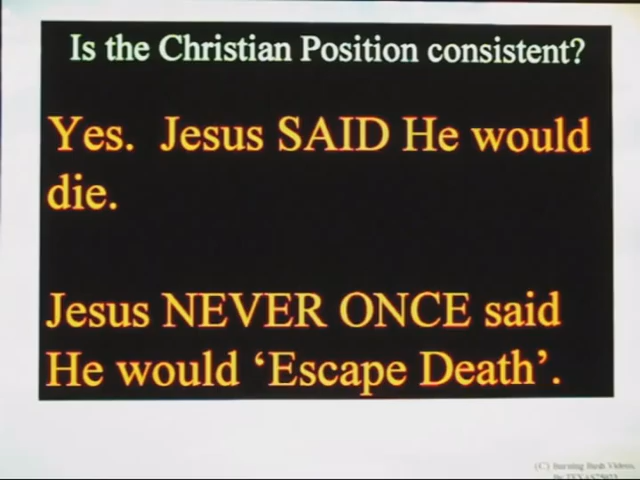 Is the Christian Position consistent?
Yes. Jesus SAID He would
die.
Jesus NEVER ONCE said
He would ‘Escape Death’.
(C) Burning Bush Videos.